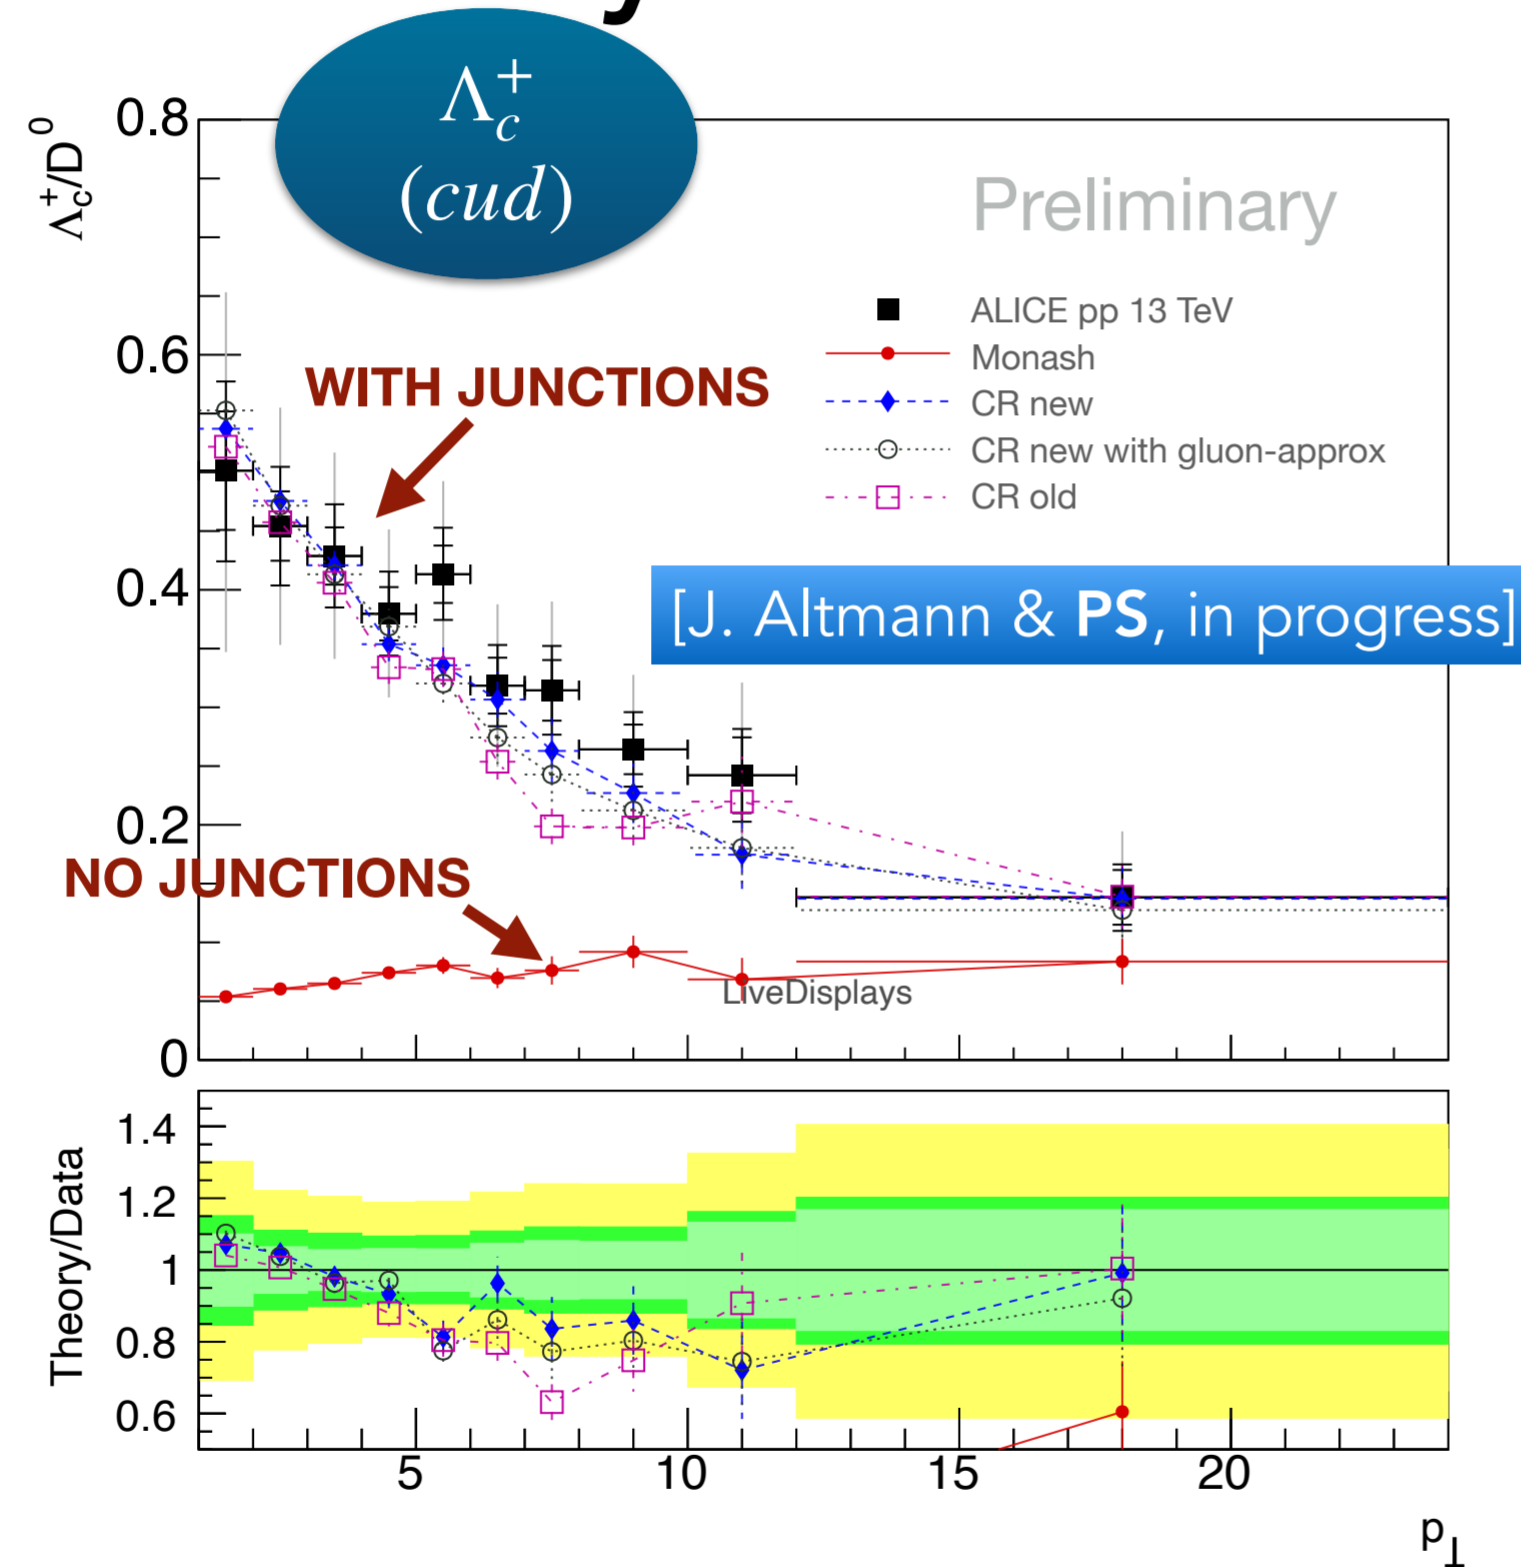 y
Λc+
(cud)
Λc+/D0
0.8
0.6
0.4
0.2
0
Preliminary
ALICE pp 13 TeV
Monash
CR new
CR new with gluon-approx
CR old
WITH JUNCTIONS
[J. Altmann & PS, in progress]
NO JUNCTIONS
LiveDisplays
Theory/Data
1.4
1.2
1
0.8
0.6
5 10 15 20
p⊥